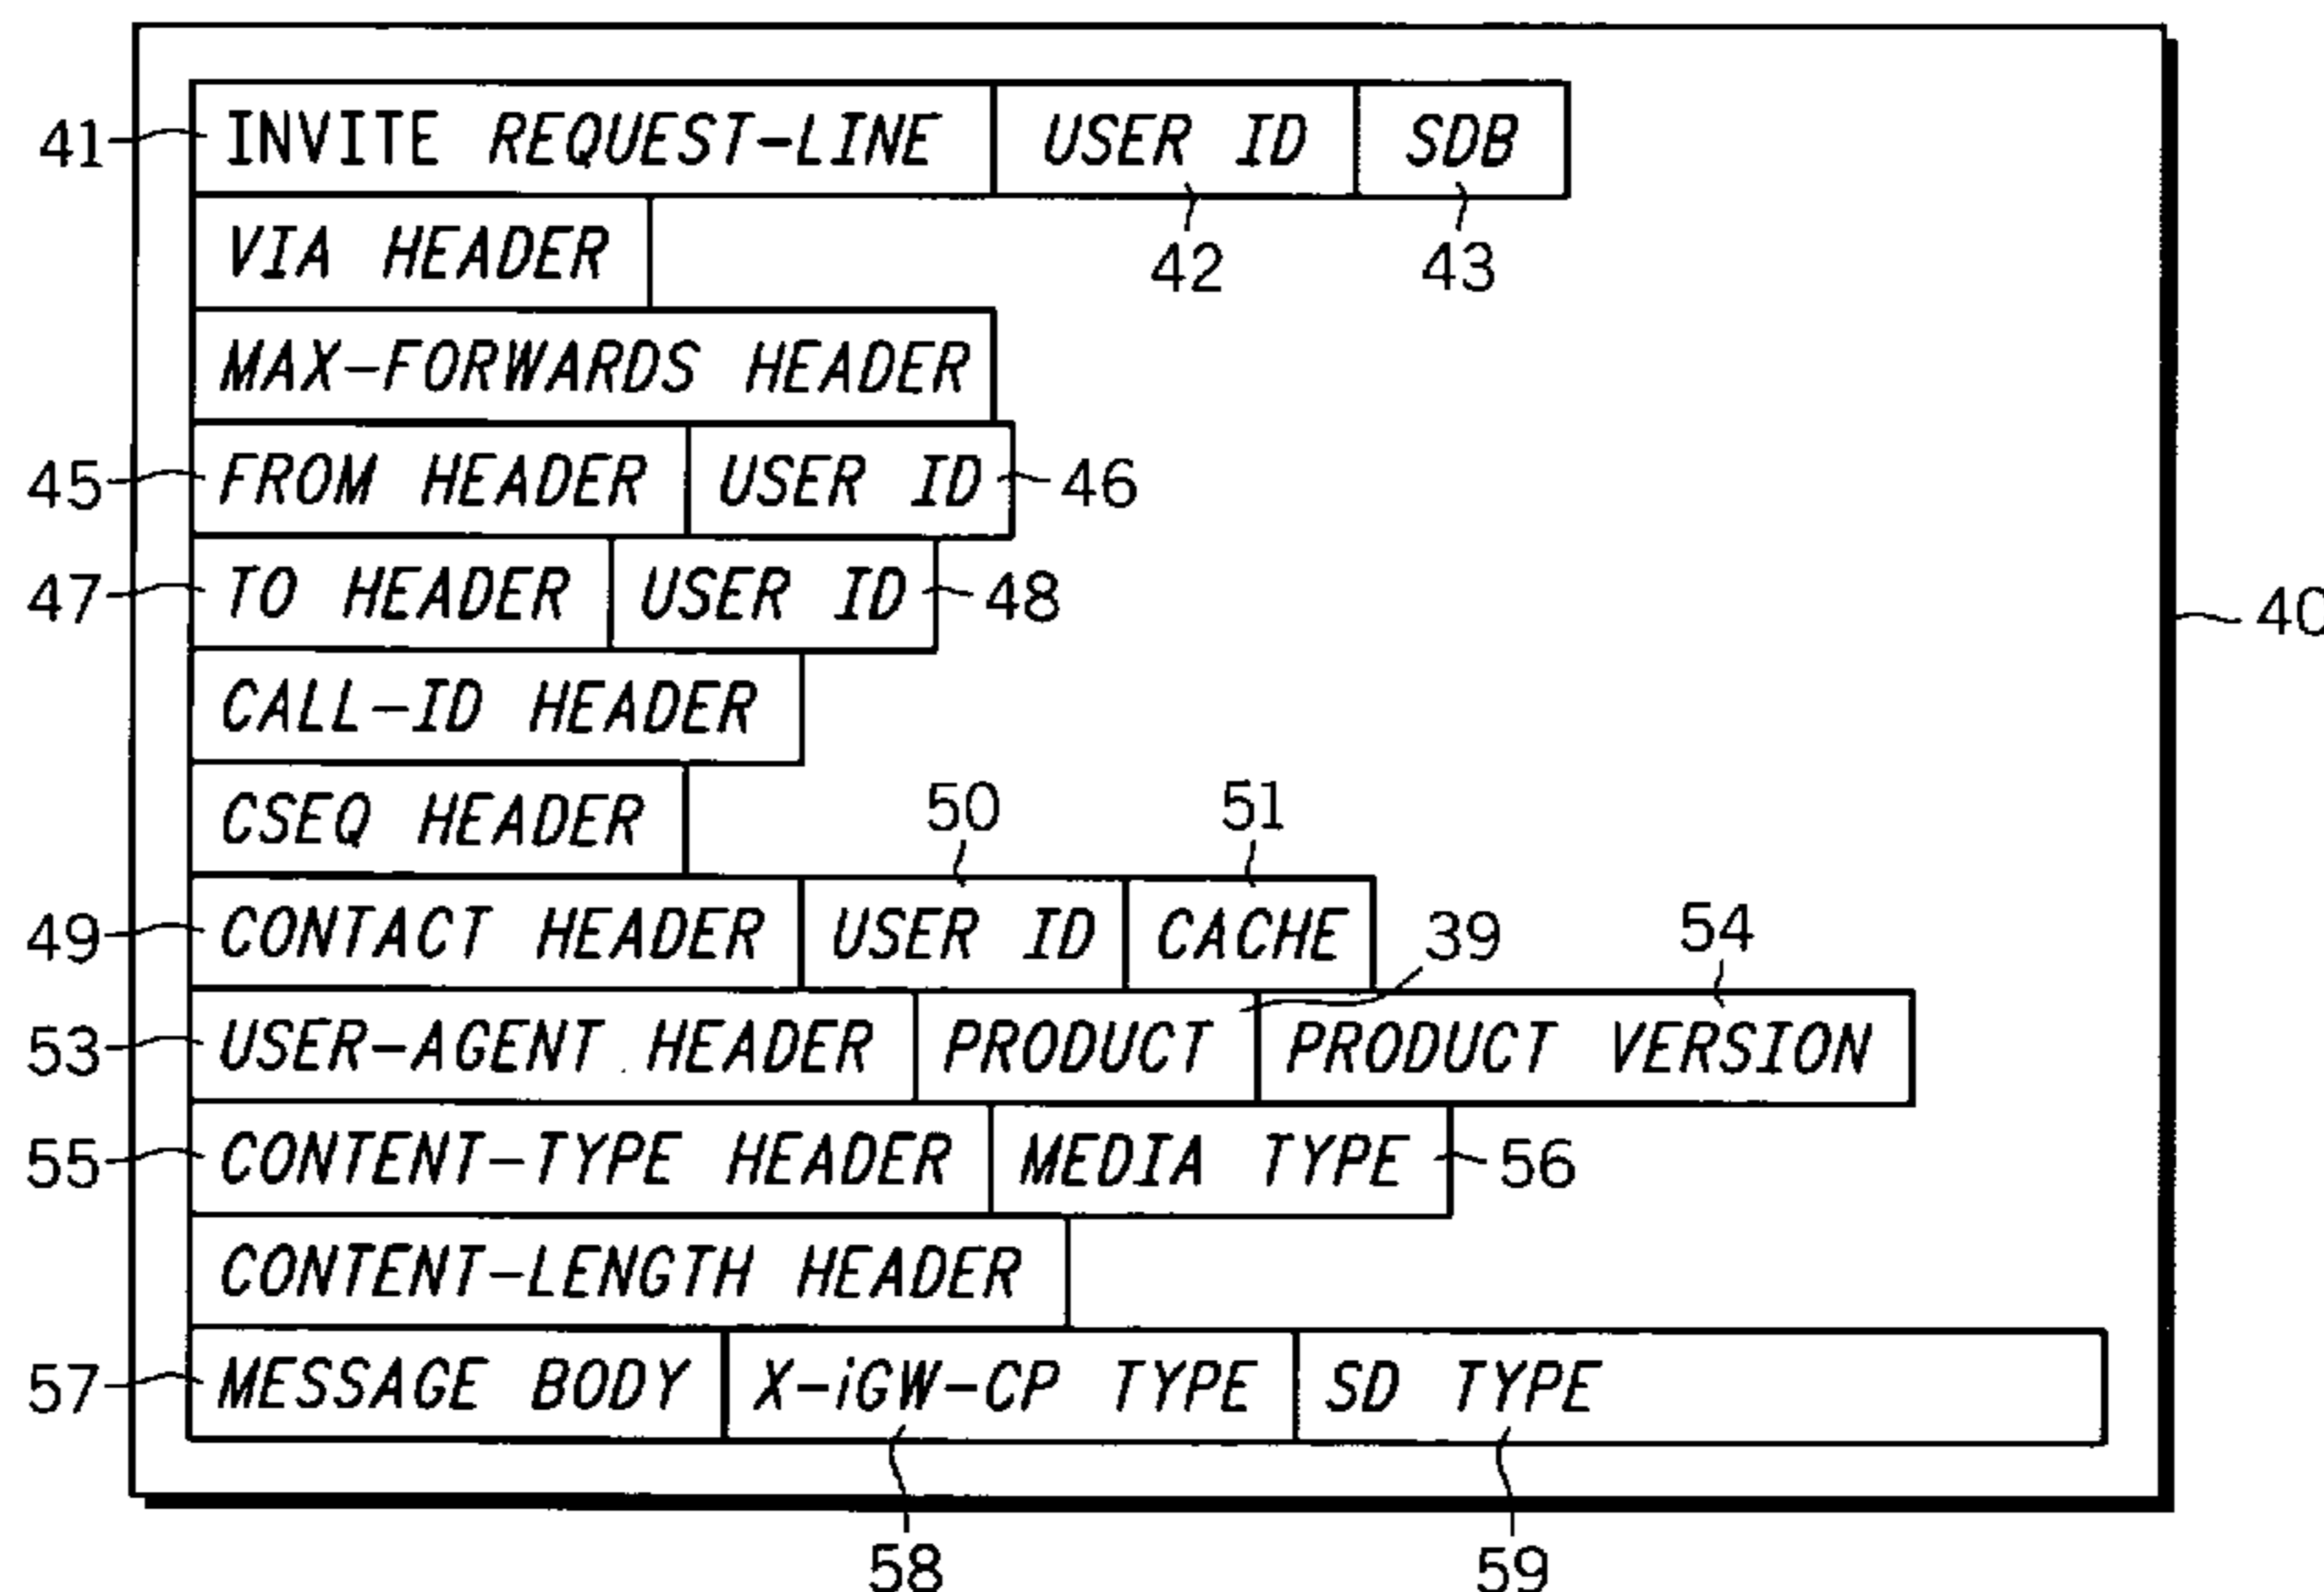 41 INVITE REQUEST-LINE USER ID SDB
VIA HEADER 42 43
MAX-FORWARDS HEADER
45 FROM HEADER USER ID 46
47 TO HEADER USER ID 48
40
CALL-ID HEADER
CSEQ HEADER 50 51
49 CONTACT HEADER USER ID CACHE 39 54
53 USER-AGENT HEADER PRODUCT PRODUCT VERSION
55 CONTENT-TYPE HEADER MEDIA TYPE 56
CONTENT-LENGTH HEADER
57 MESSAGE BODY X-iGW-CP TYPE SD TYPE
58 59